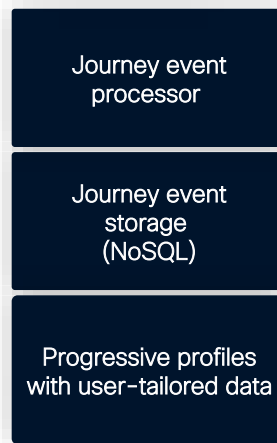 Journey event
processor
Journey event
storage
(NoSQL)
Progressive profiles
with user-tailored data